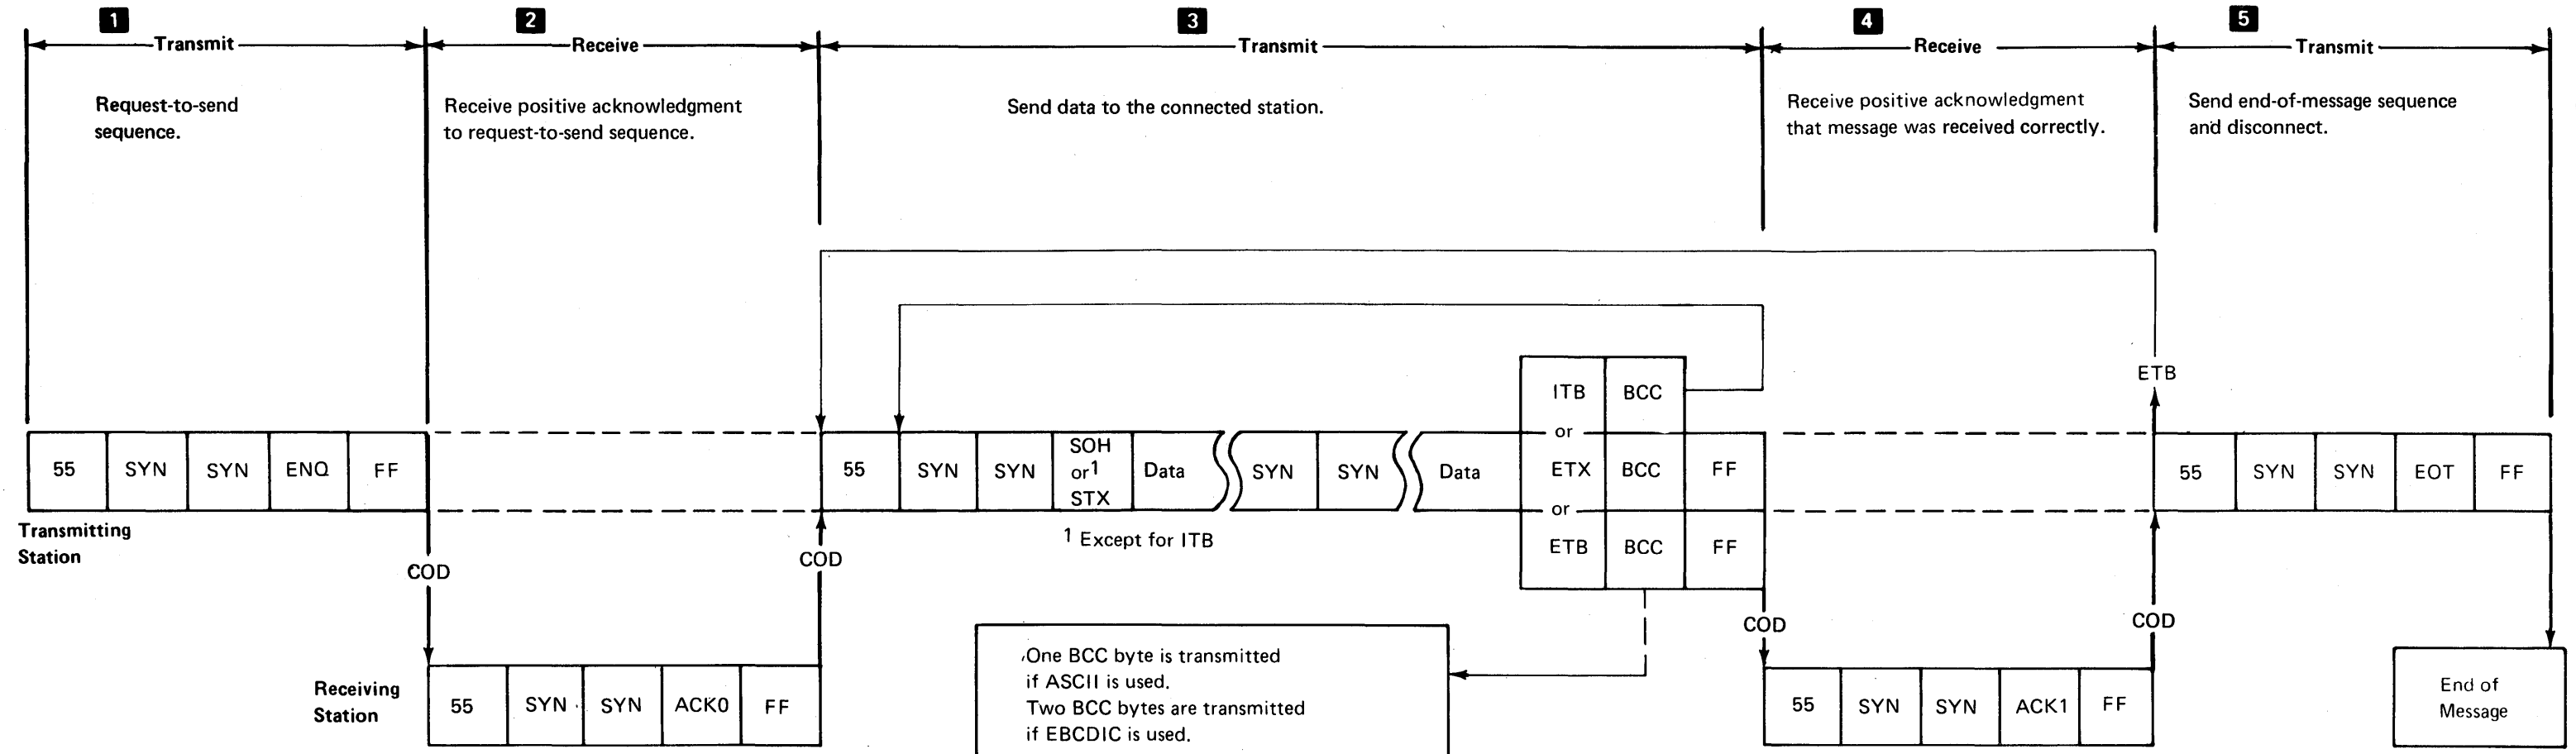 1 2 3 4 5
Transmit Receive Transmit Receive Transmit
Request-to-send
sequence.
Receive positive acknowledgment
to request-to-send sequence.
Send data to the connected station.
Receive positive acknowledgment
that message was received correctly.
Send end-of-message sequence
and disconnect.
ETB
ITB BCC
or
55 SYN SYN ENQ FF
55 SYN SYN SOH or1 STX Data SYN SYN Data ETX BCC FF
55 SYN SYN EOT FF
or
ETB BCC FF
Transmitting
Station
1 Except for ITB
COD
COD
COD
COD
One BCC byte is transmitted
if ASCII is used.
Two BCC bytes are transmitted
if EBCDIC is used.
Receiving
Station
55 SYN SYN ACK0 FF
55 SYN SYN ACK1 FF
End of
Message